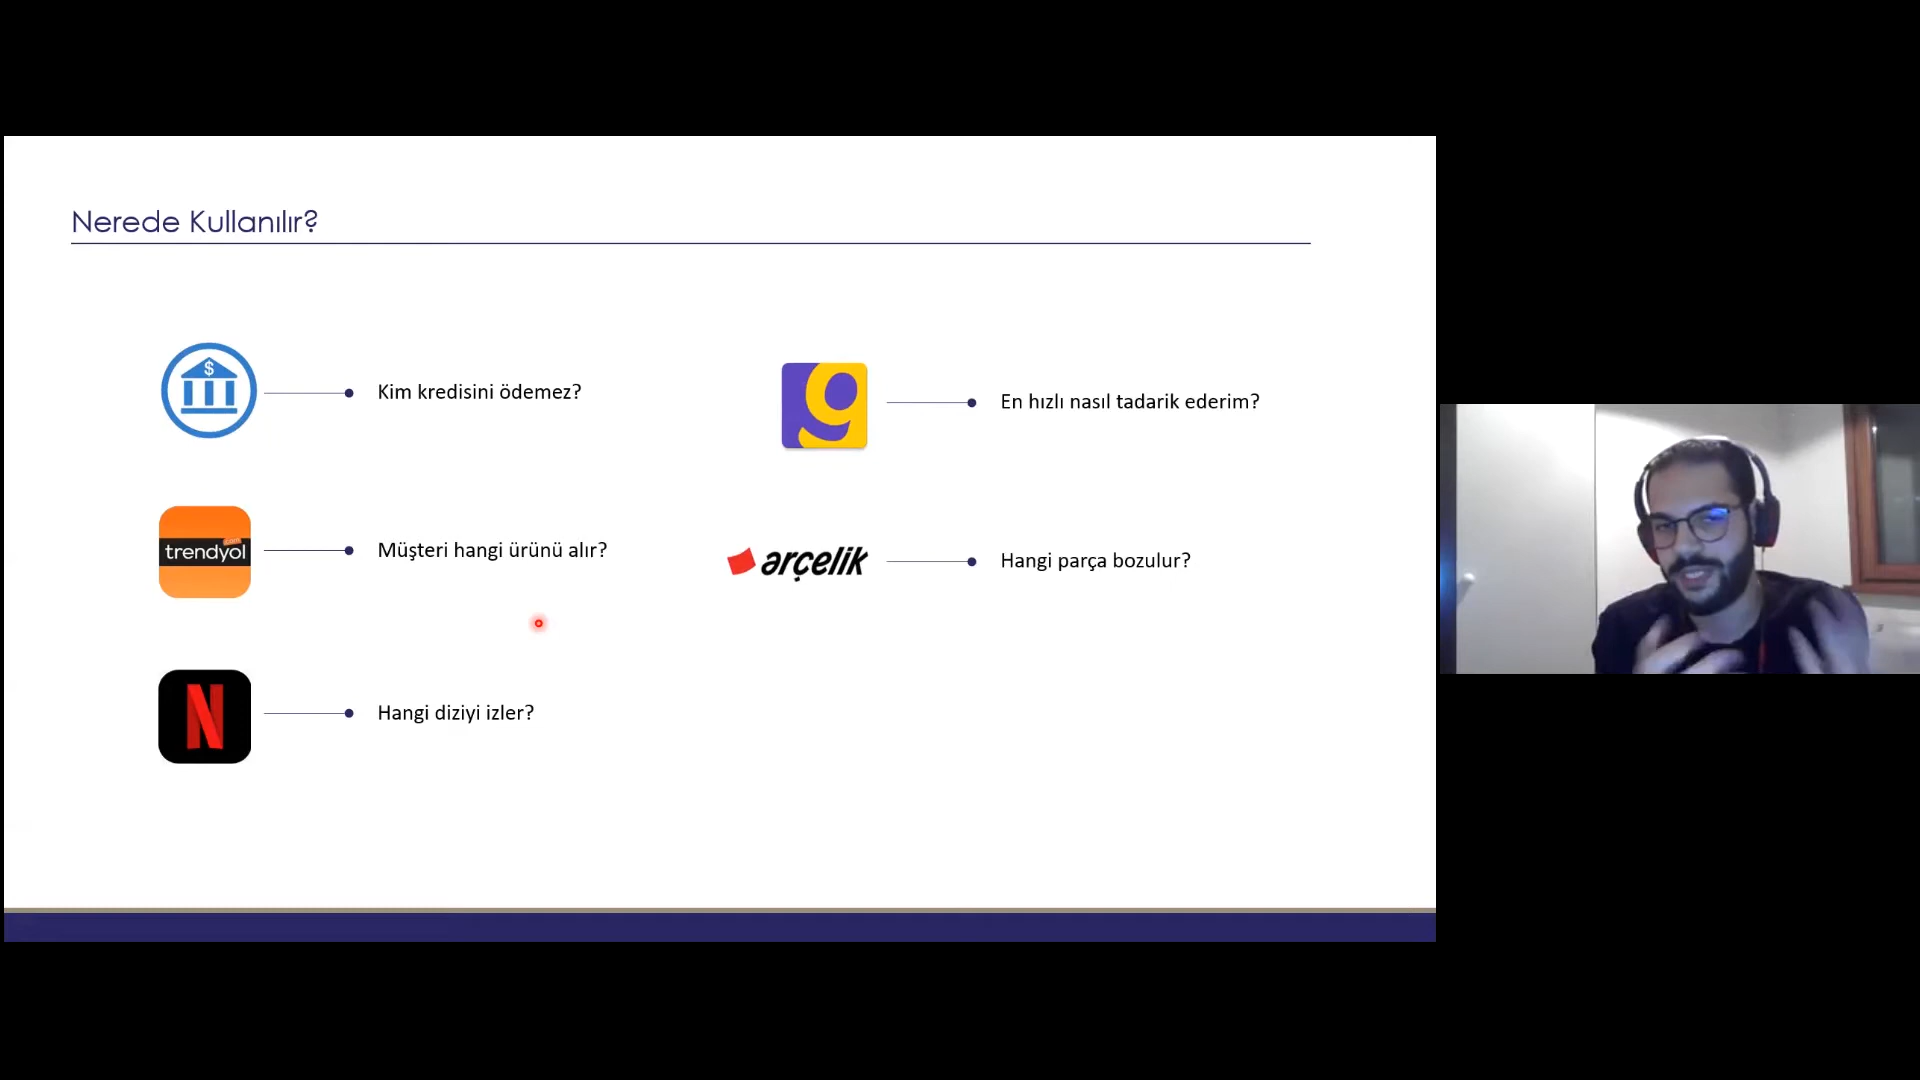 Nerede Kullanılır?
$
Kim kredisini ödemez?
trendyol
.com
Müşteri hangi ürünü alır?
N
Hangi diziyi izler?
g
En hızlı nasıl tadarik ederim?
arçelik
Hangi parça bozulur?